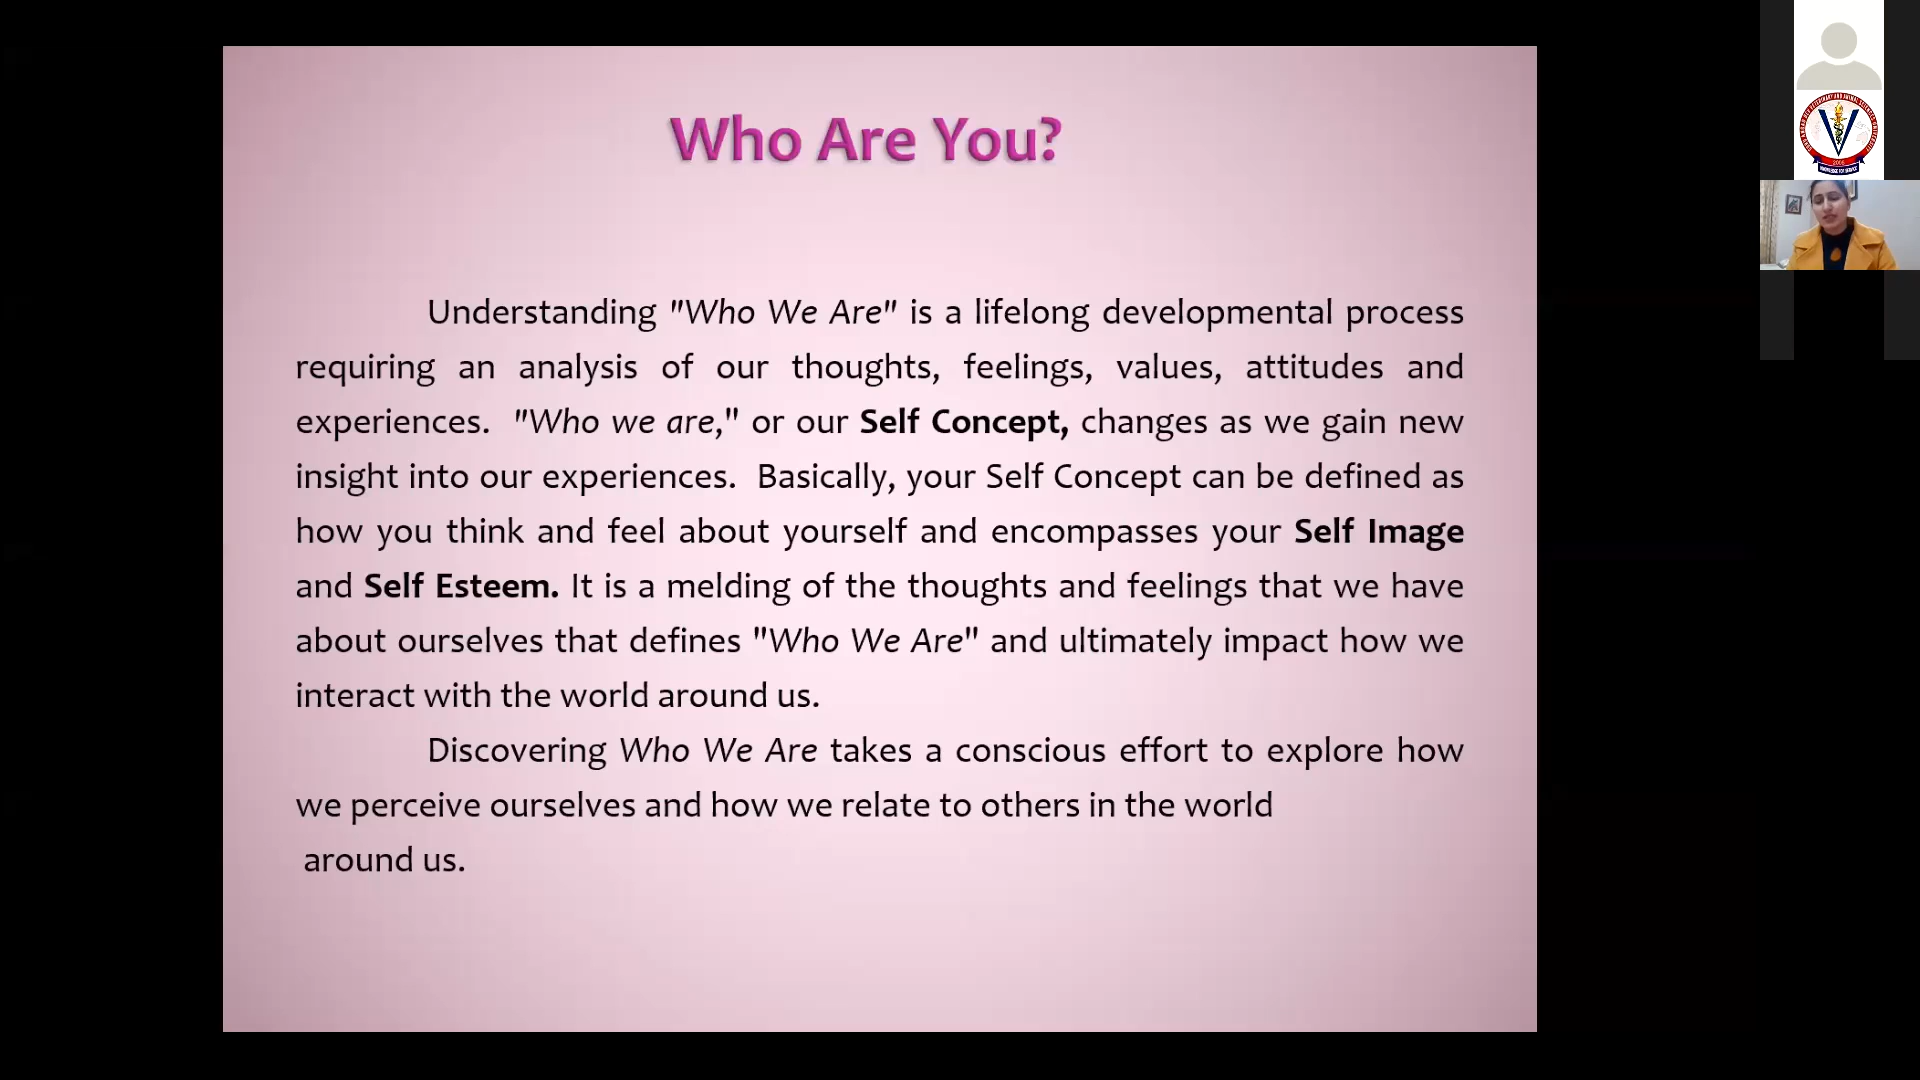 Who Are You?
Understanding "Who We Are" is a lifelong developmental process
requiring an analysis of our thoughts, feelings, values, attitudes and
experiences. "Who we are," or our Self Concept, changes as we gain new
insight into our experiences. Basically, your Self Concept can be defined as
how you think and feel about yourself and encompasses your Self Image
and Self Esteem. It is a melding of the thoughts and feelings that we have
about ourselves that defines "Who We Are" and ultimately impact how we
interact with the world around us.
Discovering Who We Are takes a conscious effort to explore how
we perceive ourselves and how we relate to others in the world
around us.